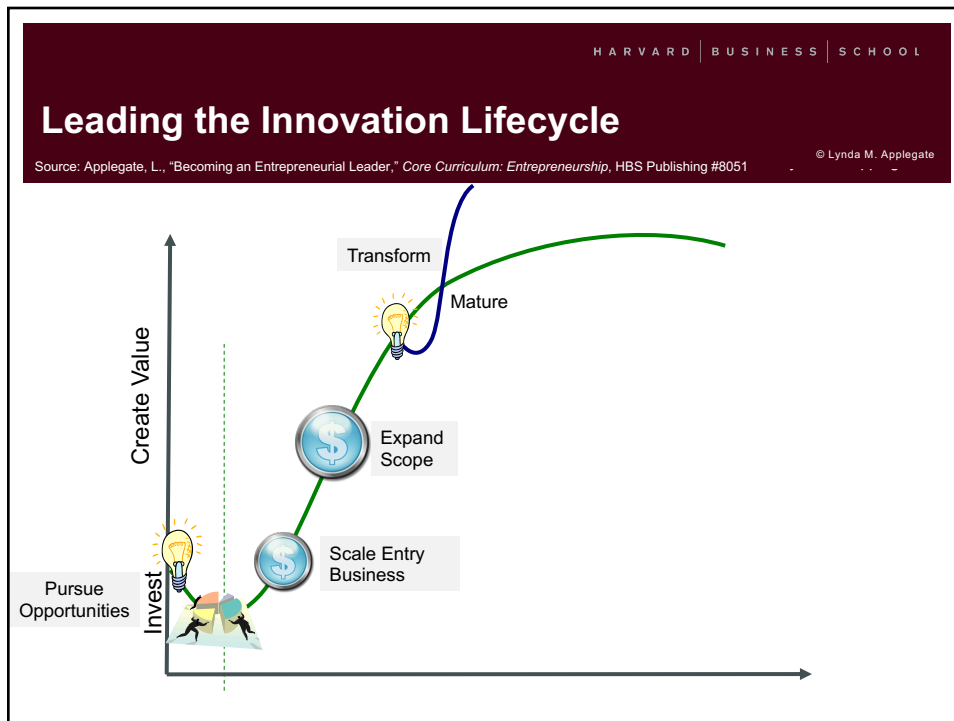 HARVARD | BUSINESS | SCHOOL
Leading the Innovation Lifecycle
© Lynda M. Applegate
Source: Applegate, L., “Becoming an Entrepreneurial Leader,” Core Curriculum: Entrepreneurship, HBS Publishing #8051
Transform
Mature
Create Value
$
Expand
Scope
$
Scale Entry
Business
Invest
Pursue
Opportunities